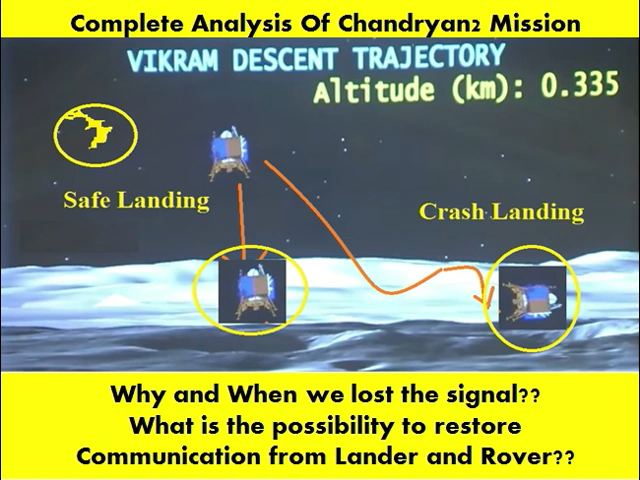 Complete Analysis Of Chandryan2 Mission
VIKRAM DESCENT TRAJECTORY
Altitude (km): 0.335
Safe Landing
Crash Landing
Why and When we lost the signal??
What is the possibility to restore
Communication from Lander and Rover??